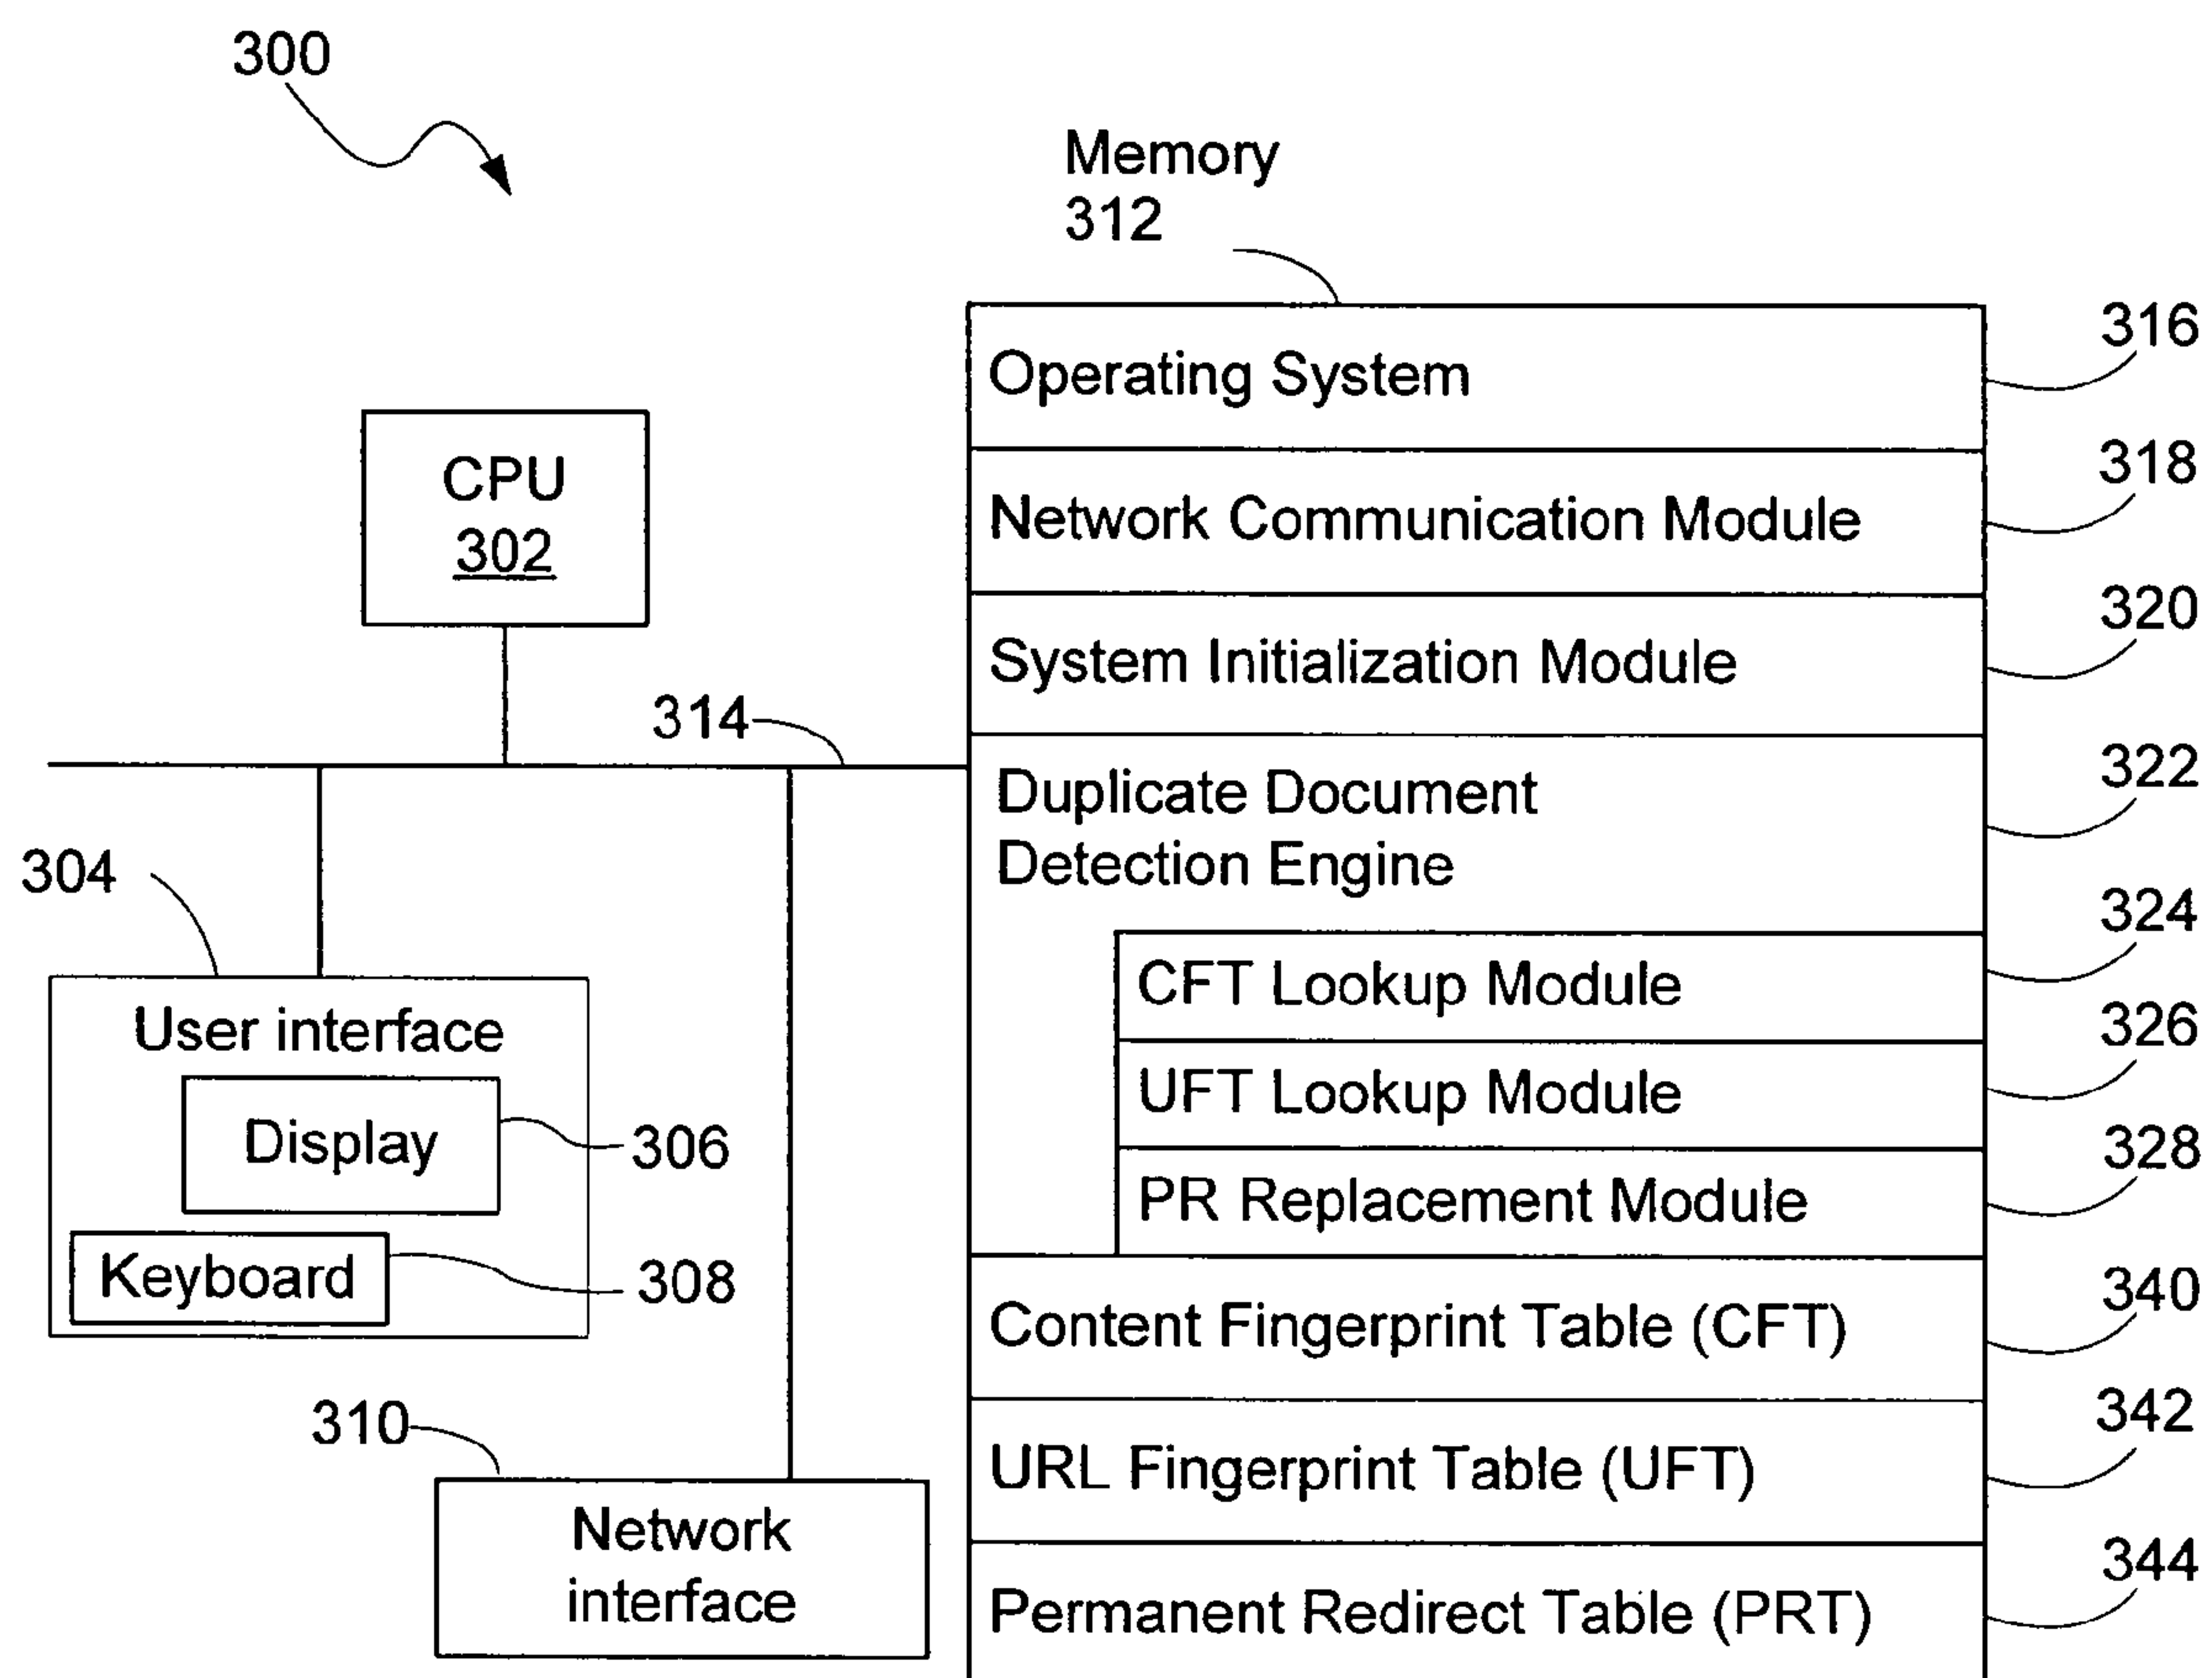 300
Memory
312
316
Operating System
318
CPU
302
Network Communication Module
320
System Initialization Module
314
322
Duplicate Document
Detection Engine
304
324
CFT Lookup Module
User interface
326
UFT Lookup Module
Display
306
328
PR Replacement Module
Keyboard
308
340
Content Fingerprint Table (CFT)
310
342
URL Fingerprint Table (UFT)
Network
interface
344
Permanent Redirect Table (PRT)